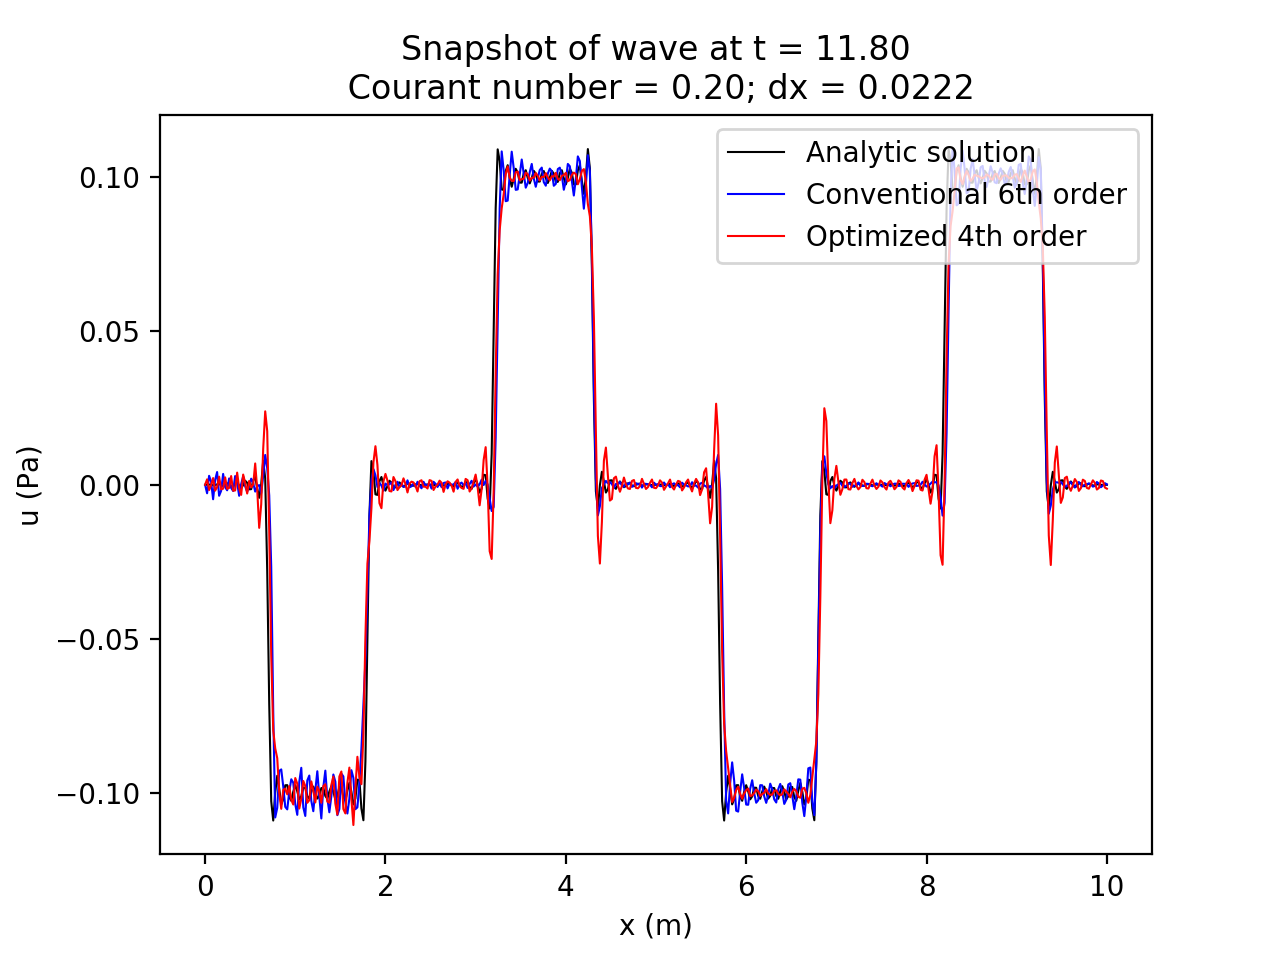 Snapshot of wave at t = 11.80
Courant number = 0.20; dx = 0.0222
Analytic solution
Conventional 6th order
Optimized 4th order
u (Pa)
0.10
0.05
0.00
−0.05
−0.10
0 2 4 6 8 10
x (m)